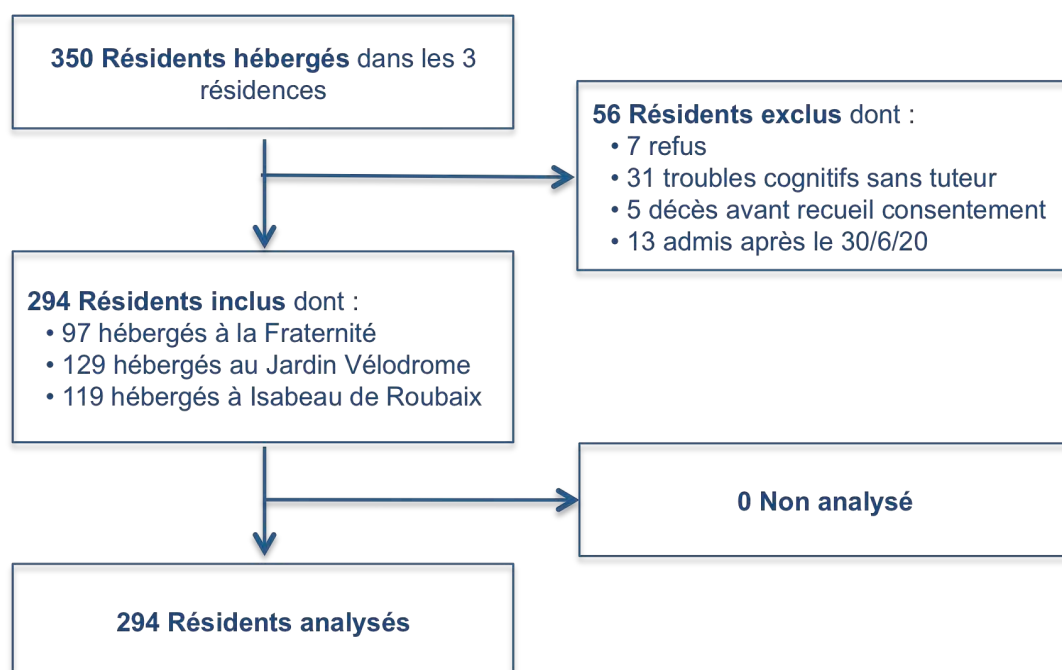 350 Résidents hébergés dans les 3
résidences
56 Résidents exclus dont :
• 7 refus
• 31 troubles cognitifs sans tuteur
• 5 décès avant recueil consentement
• 13 admis après le 30/6/20
294 Résidents inclus dont :
• 97 hébergés à la Fraternité
• 129 hébergés au Jardin Vélodrome
• 119 hébergés à Isabeau de Roubaix
0 Non analysé
294 Résidents analysés